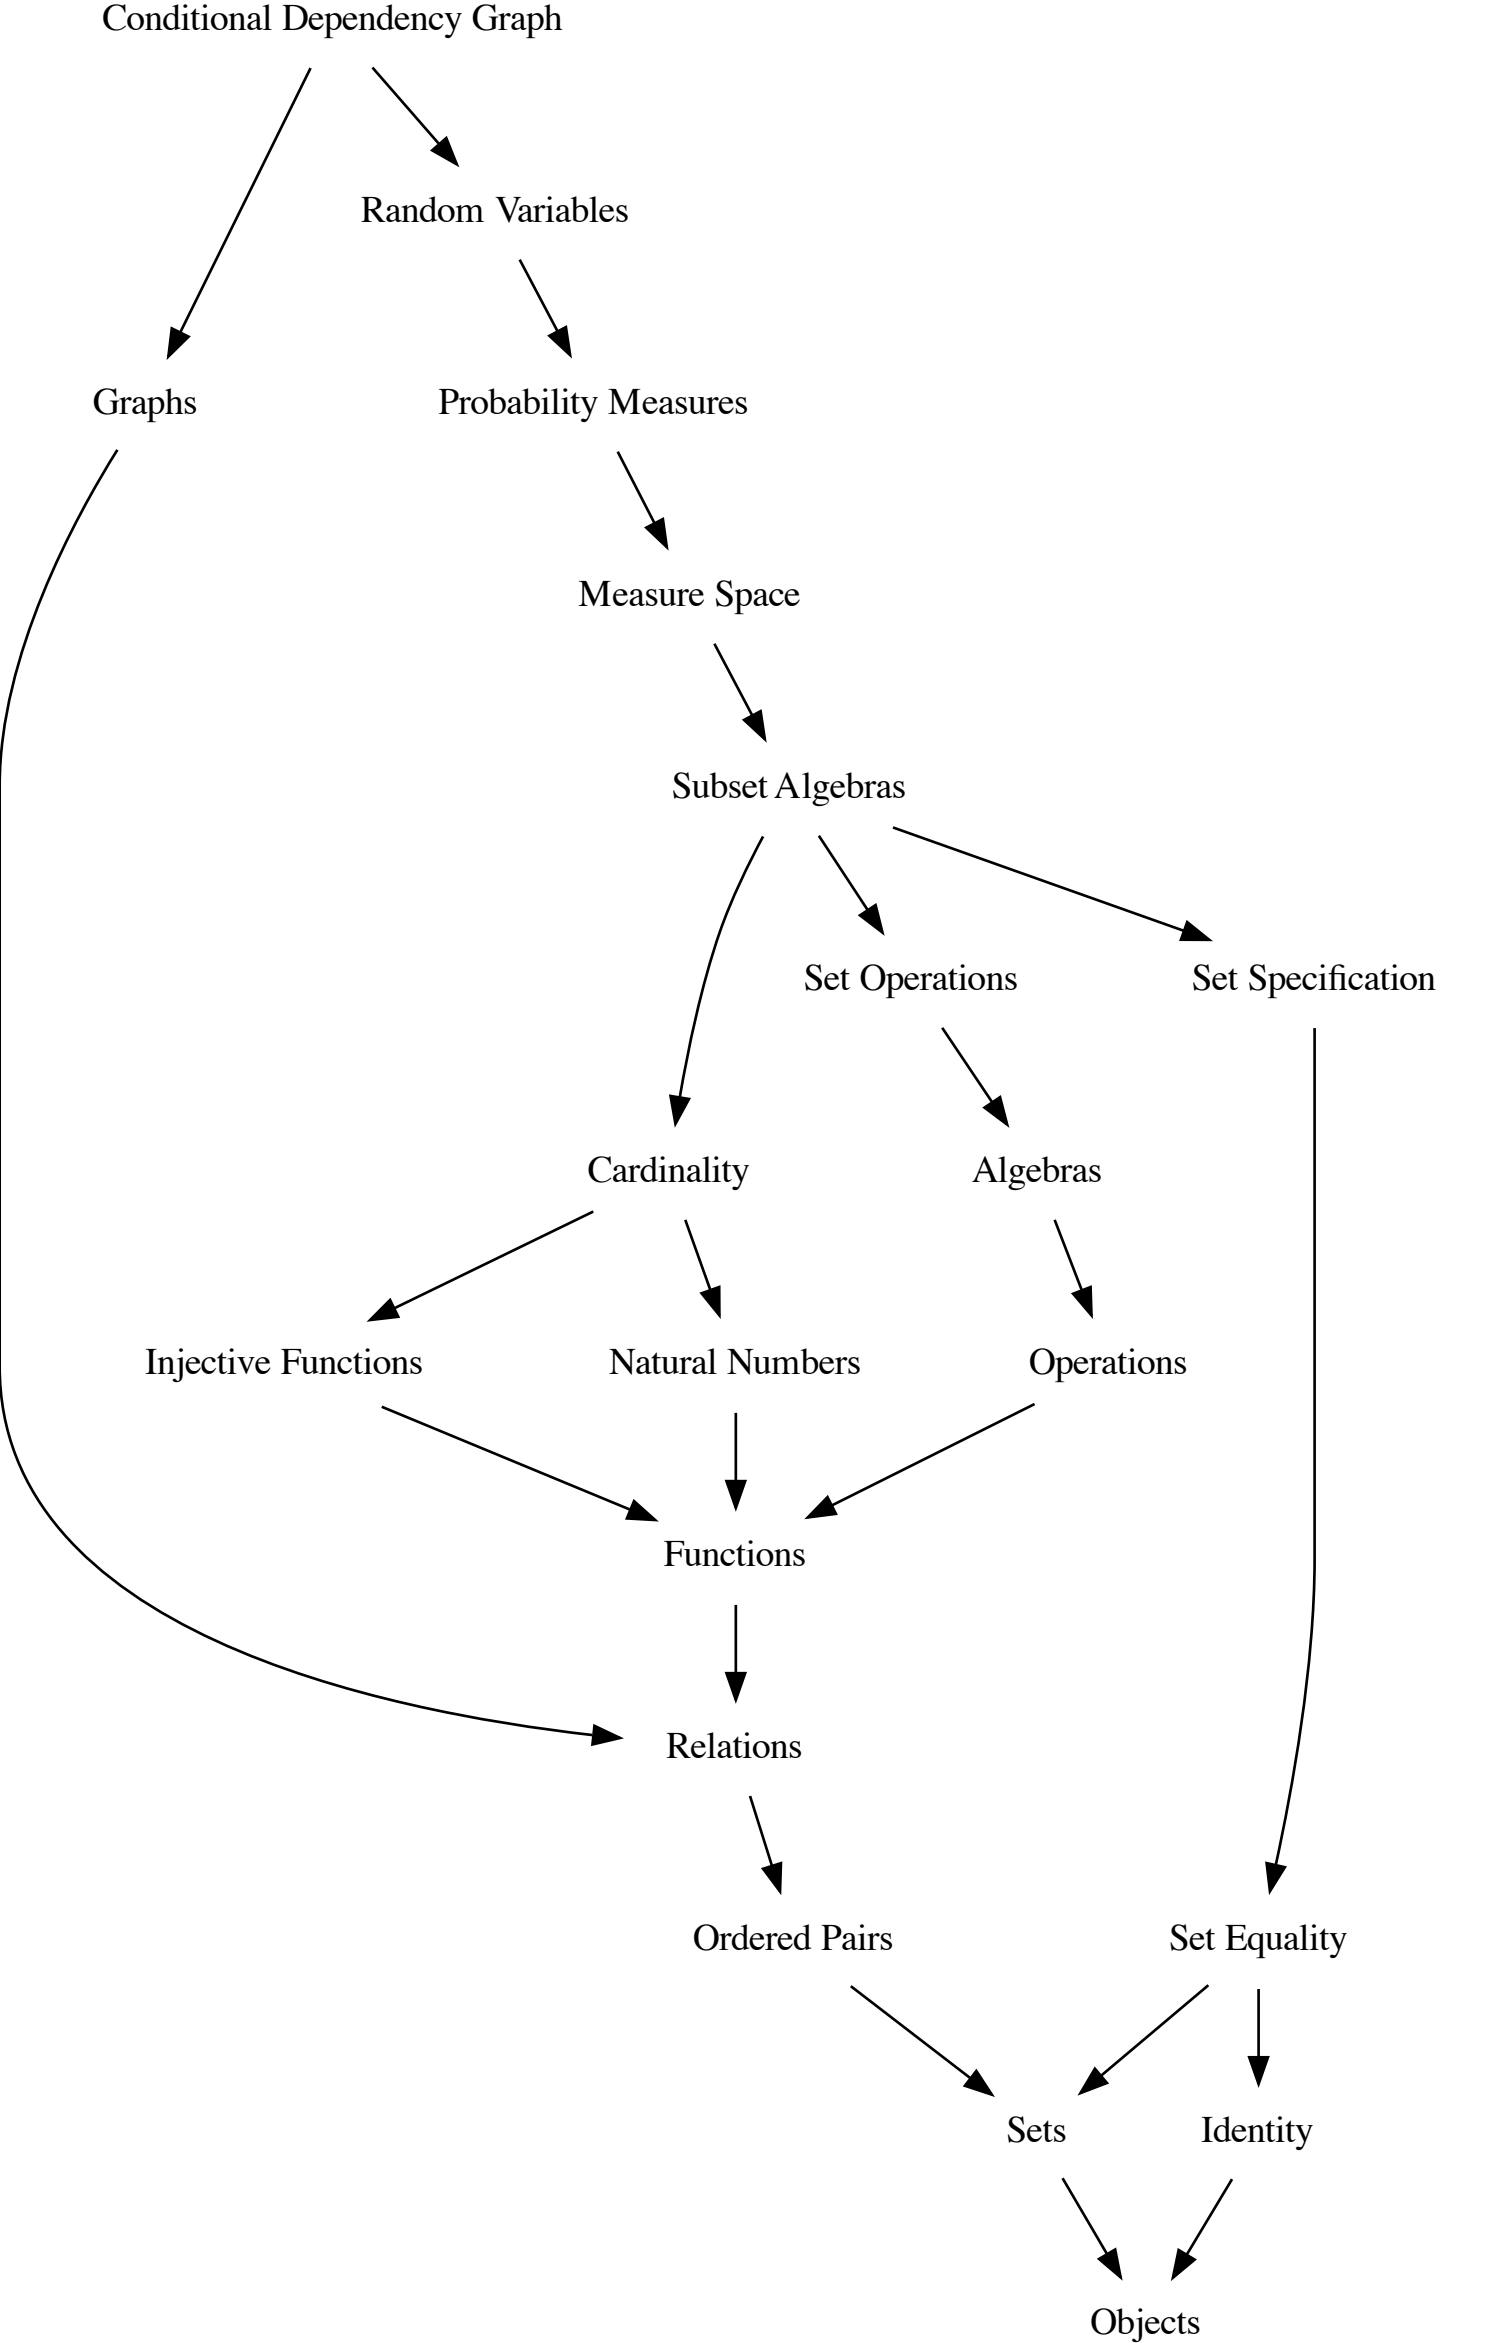 Conditional Dependency Graph
Random Variables
Graphs
Probability Measures
Measure Space
Subset Algebras
Set Operations
Set Specification
Cardinality
Algebras
Injective Functions
Natural Numbers
Operations
Functions
Relations
Ordered Pairs
Set Equality
Sets
Identity
Objects